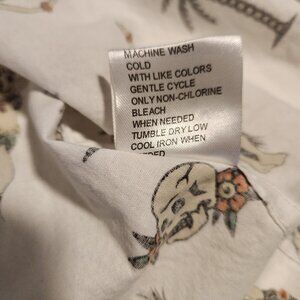 MACHINE WASH
COLD
WITH LIKE COLORS
GENTLE CYCLE
ONLY NON-CHLORINE
BLEACH
WHEN NEEDED
TUMBLE DRY LOW
COOL IRON WHEN